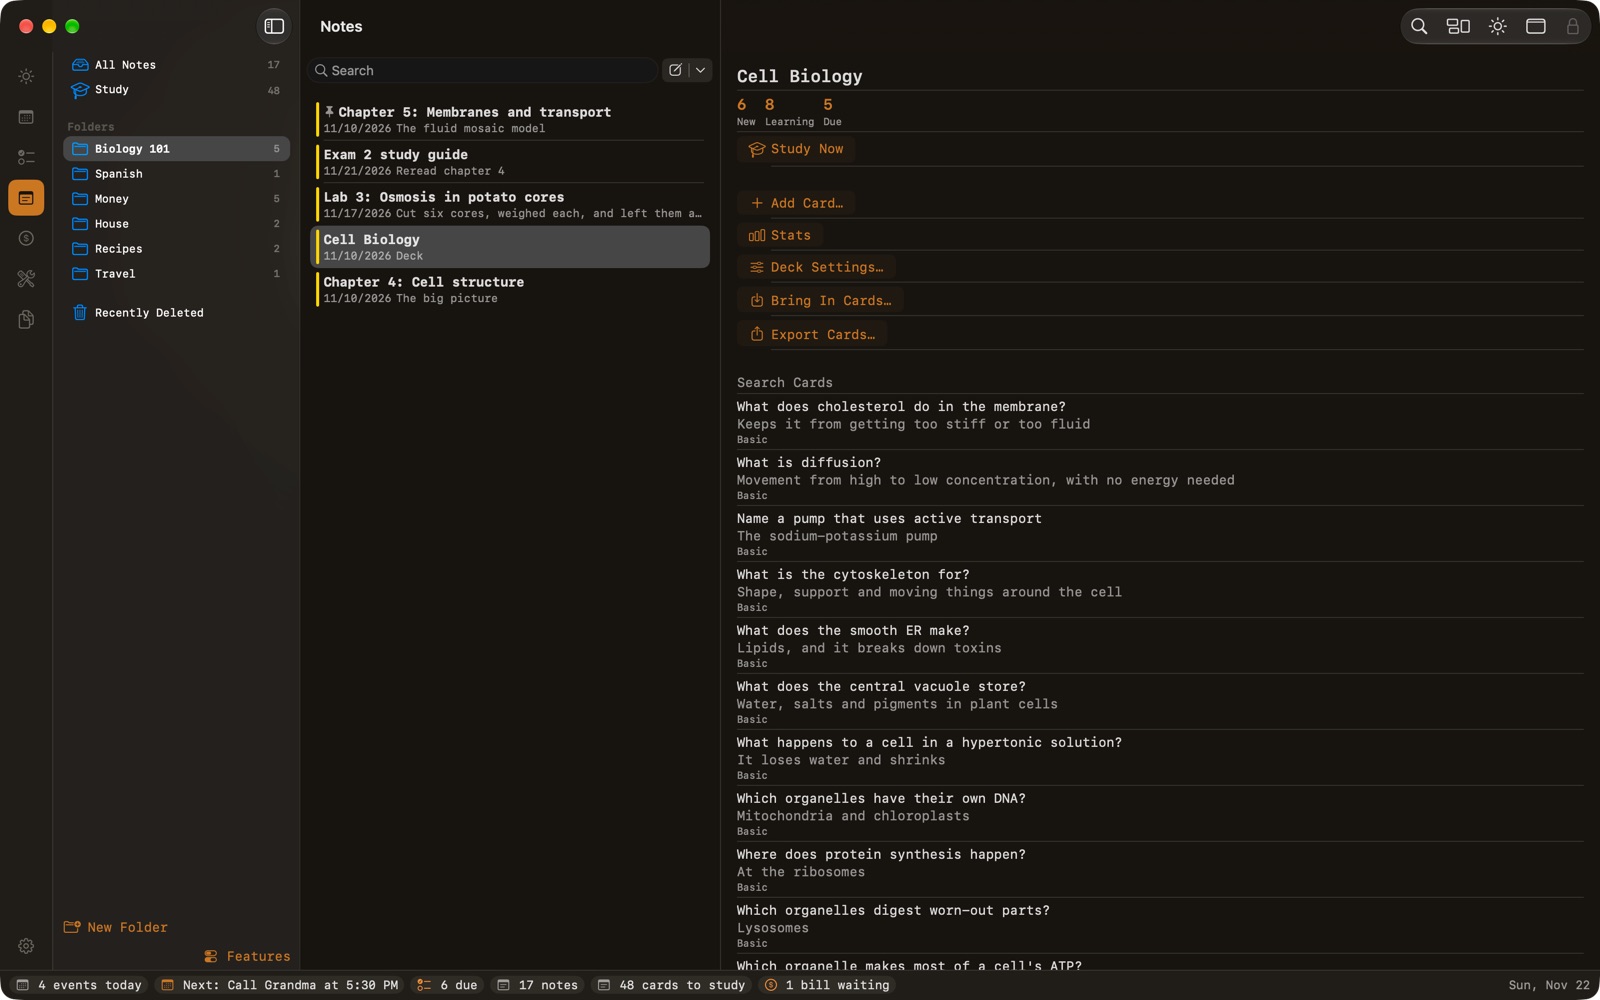 Notes
All Notes 17
Study 48
Folders
Biology 101 5
Spanish 1
Money 5
House 2
Recipes 2
Travel 1
Recently Deleted
New Folder
Features
Search
Chapter 5: Membranes and transport
11/10/2026 The fluid mosaic model
Exam 2 study guide
11/21/2026 Reread chapter 4
Lab 3: Osmosis in potato cores
11/17/2026 Cut six cores, weighed each, and left them a…
Cell Biology
11/10/2026 Deck
Chapter 4: Cell structure
11/10/2026 The big picture
Cell Biology
6 8 5
New Learning Due
Study Now
Add Card…
Stats
Deck Settings…
Bring In Cards…
Export Cards…
Search Cards
What does cholesterol do in the membrane?
Keeps it from getting too stiff or too fluid
Basic
What is diffusion?
Movement from high to low concentration, with no energy needed
Basic
Name a pump that uses active transport
The sodium-potassium pump
Basic
What is the cytoskeleton for?
Shape, support and moving things around the cell
Basic
What does the smooth ER make?
Lipids, and it breaks down toxins
Basic
What does the central vacuole store?
Water, salts and pigments in plant cells
Basic
What happens to a cell in a hypertonic solution?
It loses water and shrinks
Basic
Which organelles have their own DNA?
Mitochondria and chloroplasts
Basic
Where does protein synthesis happen?
At the ribosomes
Basic
Which organelles digest worn-out parts?
Lysosomes
Basic
Which organelle makes most of a cell's ATP?
4 events today
Next: Call Grandma at 5:30 PM
6 due
17 notes
48 cards to study
1 bill waiting
Sun, Nov 22